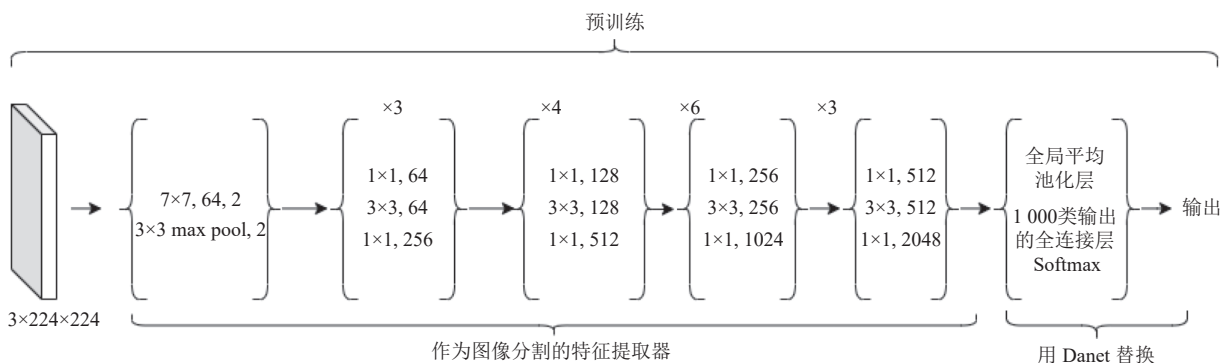 预训练
×3
×4
×6
×3
7×7, 64, 2
3×3 max pool, 2
1×1, 64
3×3, 64
1×1, 256
1×1, 128
3×3, 128
1×1, 512
1×1, 256
3×3, 256
1×1, 1024
1×1, 512
3×3, 512
1×1, 2048
全局平均
池化层
1 000类输出
的全连接层
Softmax
输出
3×224×224
作为图像分割的特征提取器
用 Danet 替换